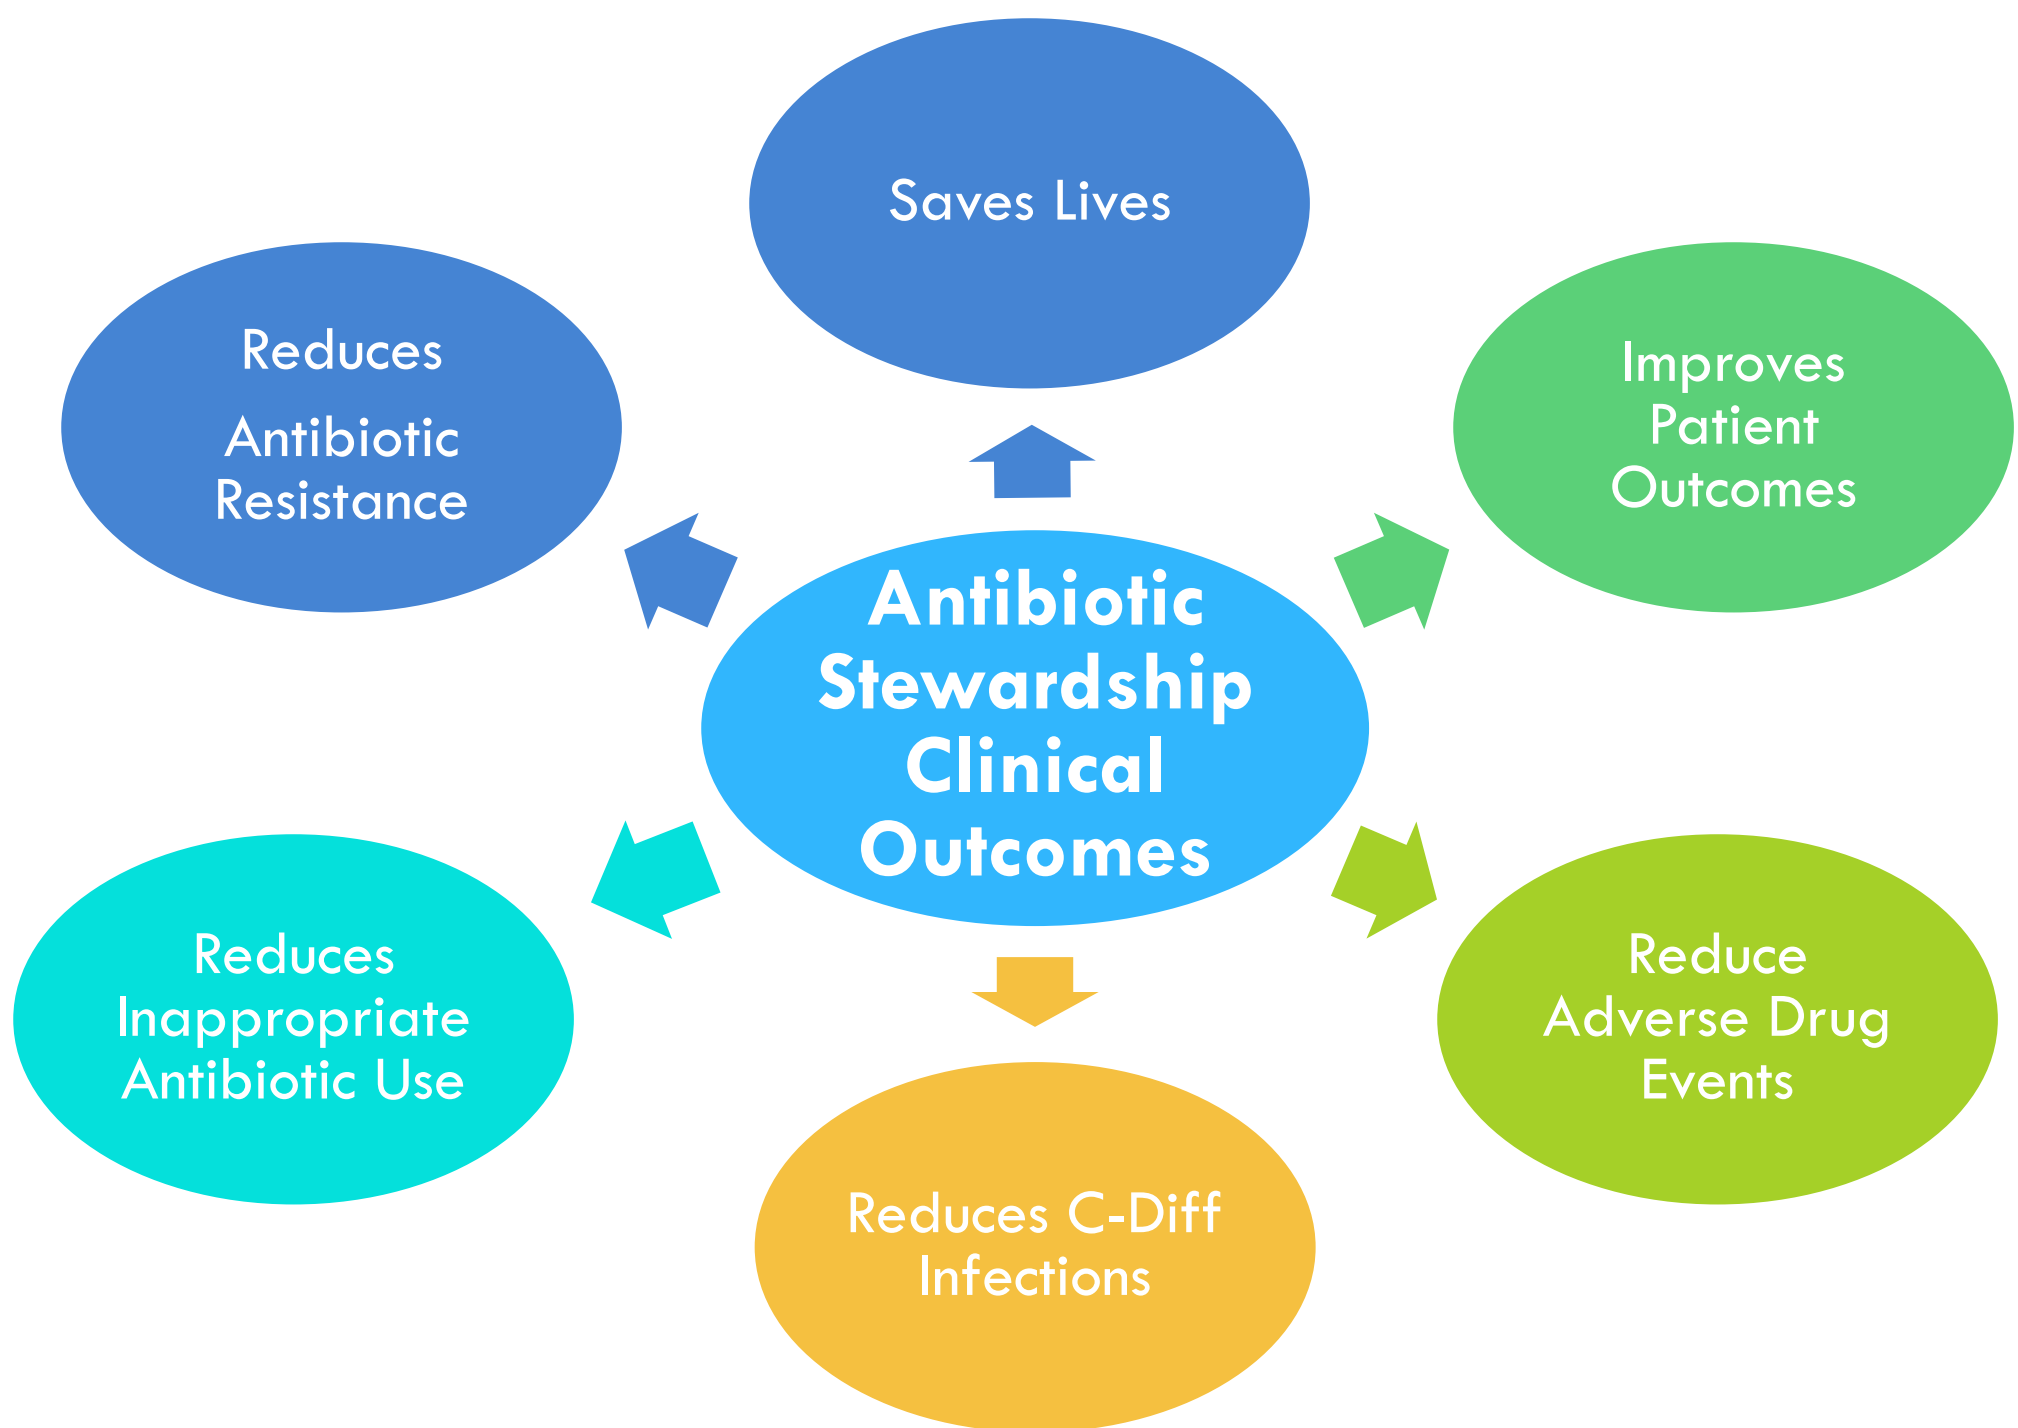 Saves Lives
Improves
Patient
Outcomes
Reduce
Adverse Drug
Events
Reduces C-Diff
Infections
Reduces
Inappropriate
Antibiotic Use
Reduces
Antibiotic
Resistance
Antibiotic
Stewardship
Clinical
Outcomes